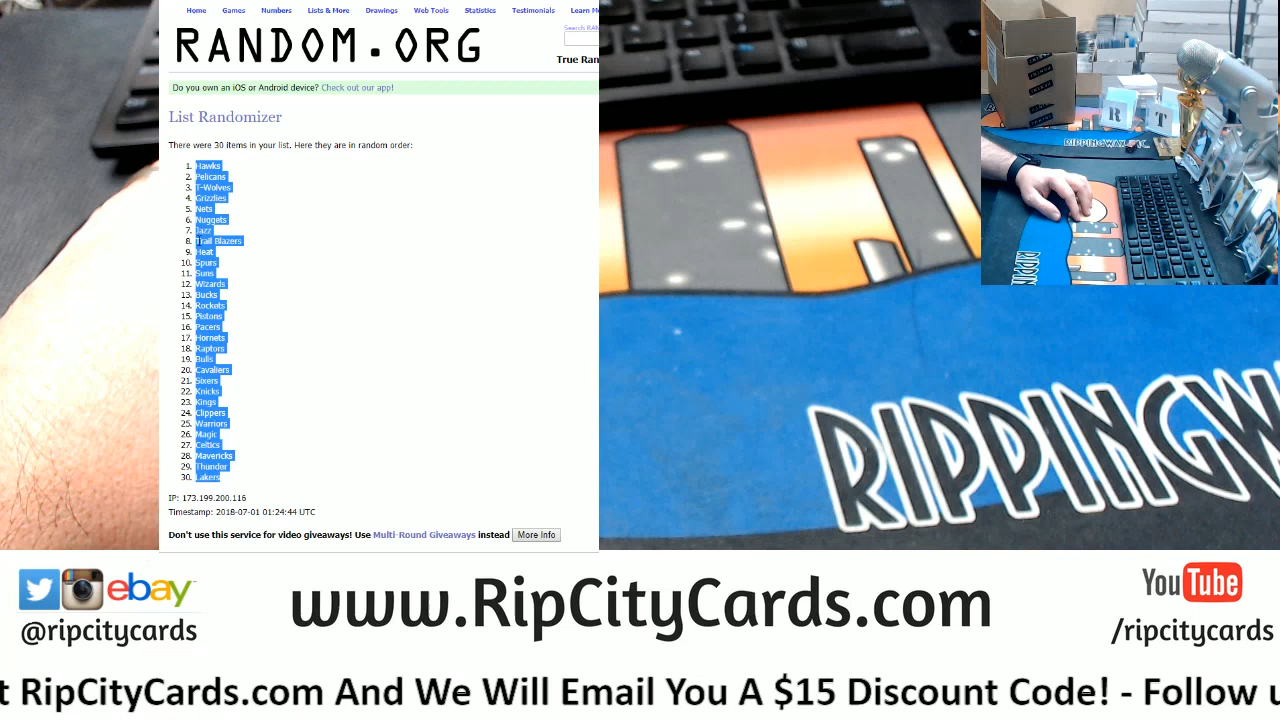 Home Games Numbers Lists & More Drawings Web Tools Statistics Testimonials Learn M
RANDOM.ORG
Search RAN
True Ran
Do you own an iOS or Android device? Check out our app!
List Randomizer
There were 30 items in your list. Here they are in random order:
1. Hawks
2. Pelicans
3. T-Wolves
4. Grizzlies
5. Nets
6. Nuggets
7. Jazz
8. Trail Blazers
9. Heat
10. Spurs
11. Suns
12. Wizards
13. Bucks
14. Rockets
15. Pistons
16. Pacers
17. Hornets
18. Raptors
19. Bulls
20. Cavaliers
21. Sixers
22. Knicks
23. Kings
24. Clippers
25. Warriors
26. Magic
27. Celtics
28. Mavericks
29. Thunder
30. Lakers
IP: 173.199.200.116
Timestamp: 2018-07-01 01:24:44 UTC
Don't use this service for video giveaways! Use Multi-Round Giveaways instead More Info
R T
RIPPINGWAX
RIPPINGW
ebay
@ripcitycards
www.RipCityCards.com
YouTube
/ripcitycards
t RipCityCards.com And We Will Email You A $15 Discount Code! - Follow u